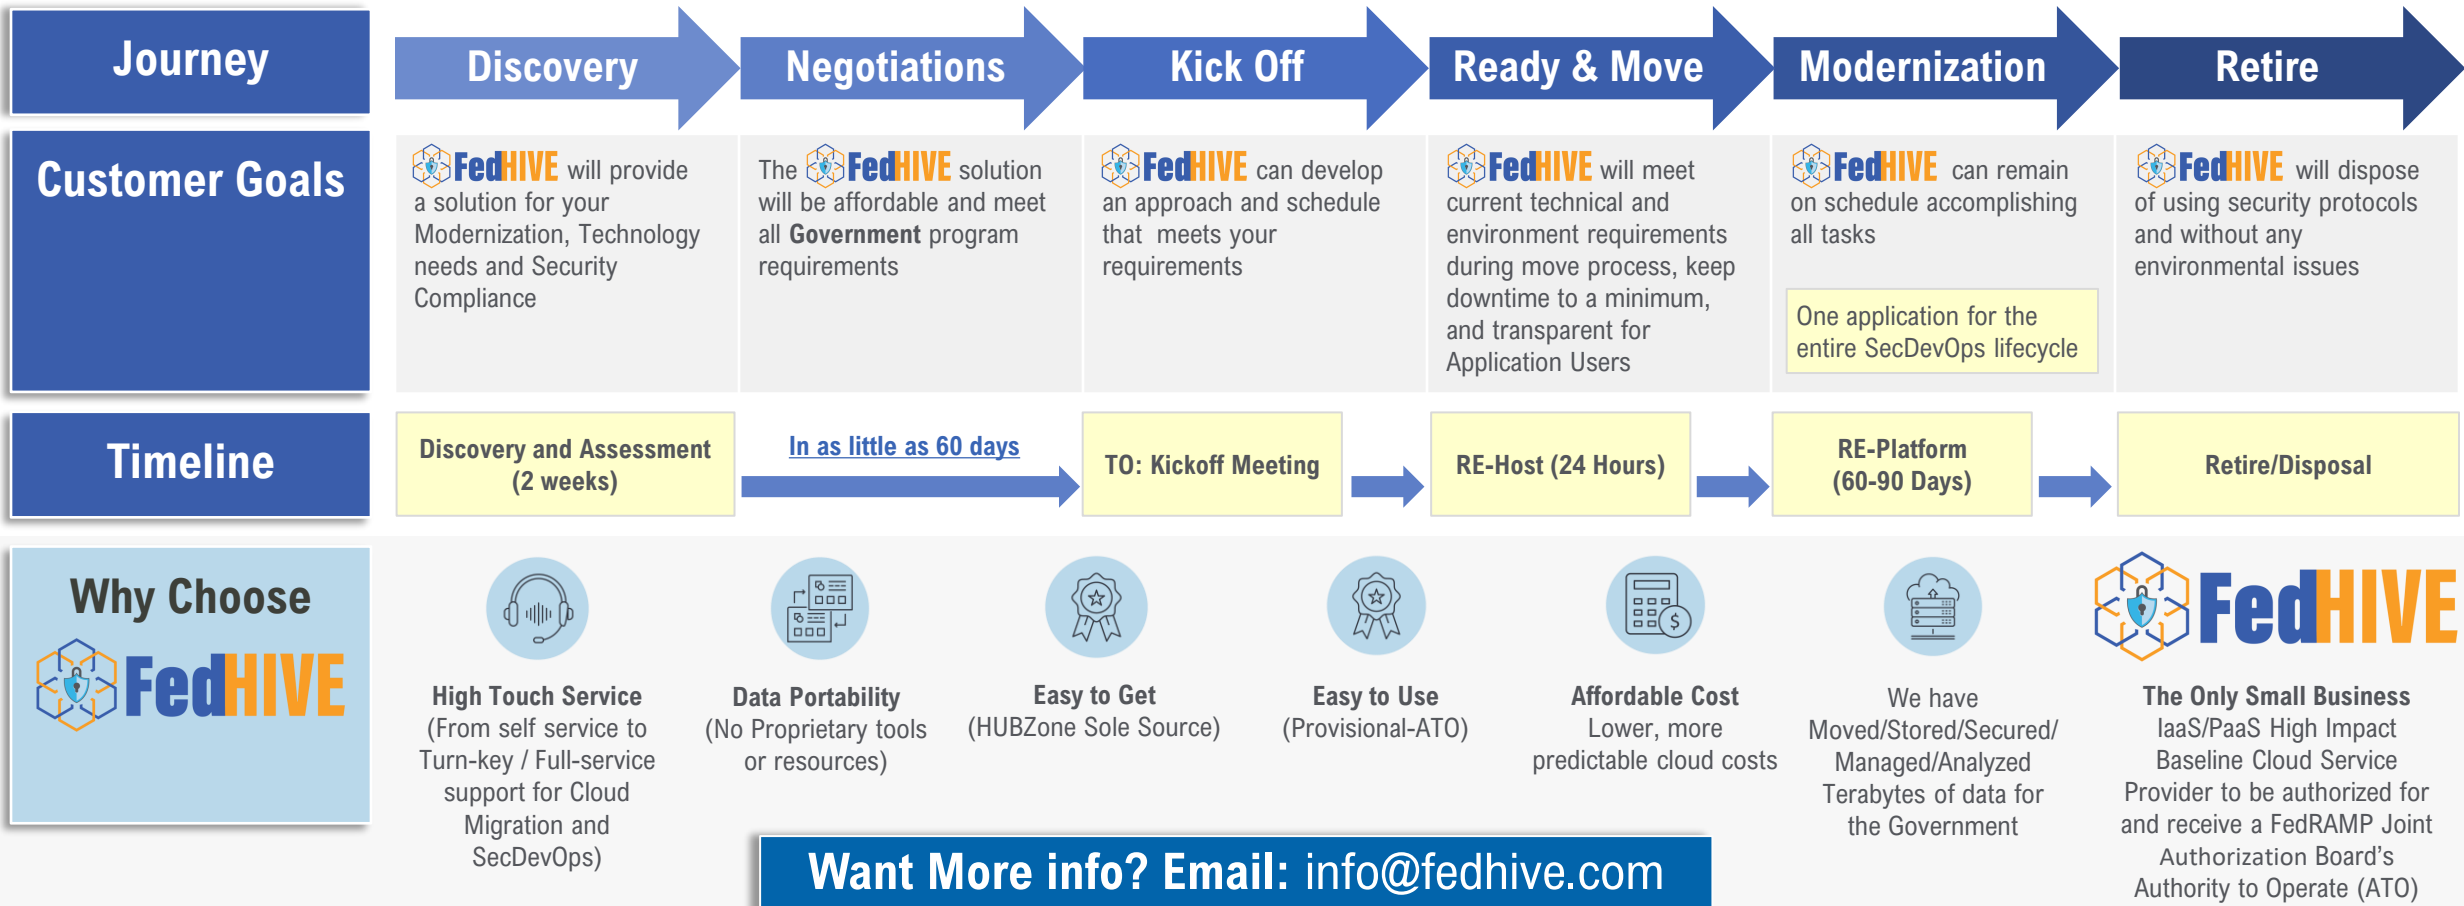 Journey
Discovery
Negotiations
Kick Off
Ready & Move
Modernization
Retire
Customer Goals
FedHIVE will provide
a solution for your
Modernization, Technology
needs and Security
Compliance
The FedHIVE solution
will be affordable and meet
all Government program
requirements
FedHIVE can develop
an approach and schedule
that meets your
requirements
FedHIVE will meet
current technical and
environment requirements
during move process, keep
downtime to a minimum,
and transparent for
Application Users
FedHIVE can remain
on schedule accomplishing
all tasks
One application for the
entire SecDevOps lifecycle
FedHIVE will dispose
of using security protocols
and without any
environmental issues
Timeline
Discovery and Assessment
(2 weeks)
In as little as 60 days
TO: Kickoff Meeting
RE-Host (24 Hours)
RE-Platform
(60-90 Days)
Retire/Disposal
Why Choose
FedHIVE
High Touch Service
(From self service to
Turn-key / Full-service
support for Cloud
Migration and
SecDevOps)
Data Portability
(No Proprietary tools
or resources)
Easy to Get
(HUBZone Sole Source)
Easy to Use
(Provisional-ATO)
$
Affordable Cost
Lower, more
predictable cloud costs
We have
Moved/Stored/Secured/
Managed/Analyzed
Terabytes of data for
the Government
FedHIVE
The Only Small Business
IaaS/PaaS High Impact
Baseline Cloud Service
Provider to be authorized for
and receive a FedRAMP Joint
Authorization Board's
Authority to Operate (ATO)
Want More info? Email: info@fedhive.com